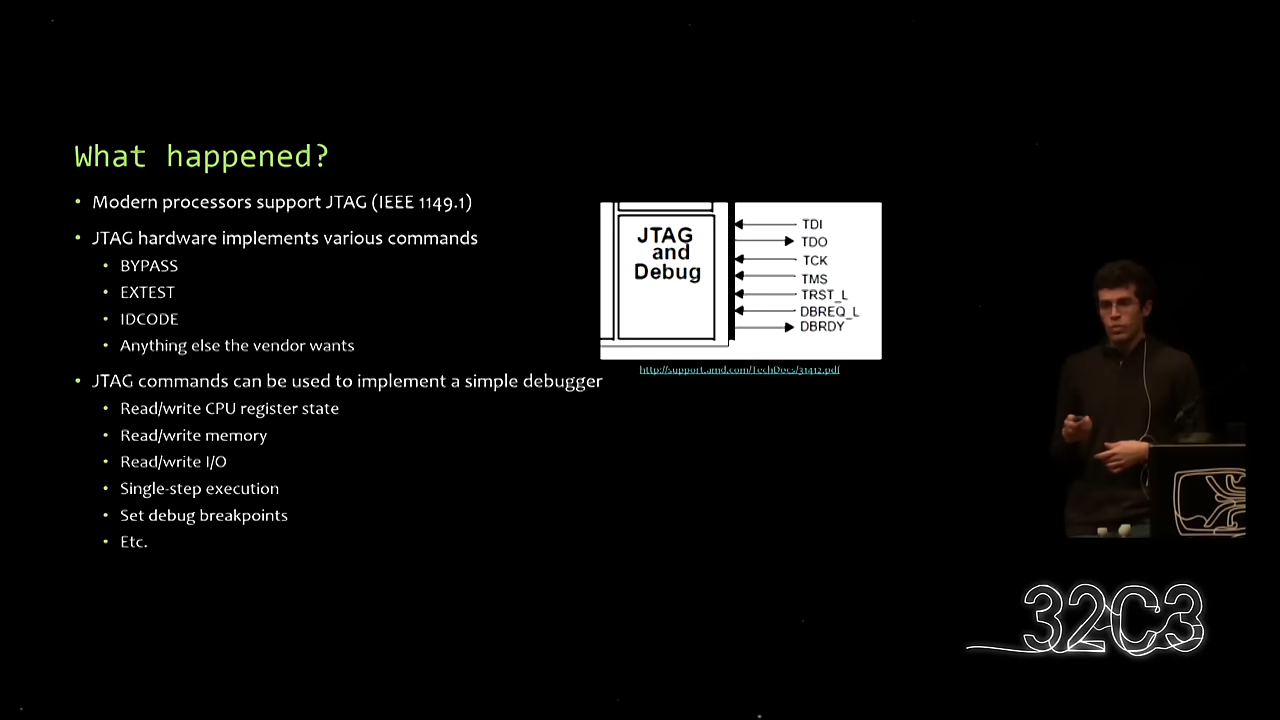 What happened?
• Modern processors support JTAG (IEEE 1149.1)
• JTAG hardware implements various commands
• BYPASS
• EXTEST
• IDCODE
• Anything else the vendor wants
• JTAG commands can be used to implement a simple debugger
• Read/write CPU register state
• Read/write memory
• Read/write I/O
• Single-step execution
• Set debug breakpoints
• Etc.
JTAG
and
Debug
TDI
TDO
TCK
TMS
TRST_L
DBREQ_L
DBRDY
http://support.amd.com/TechDocs/31412.pdf
32C3